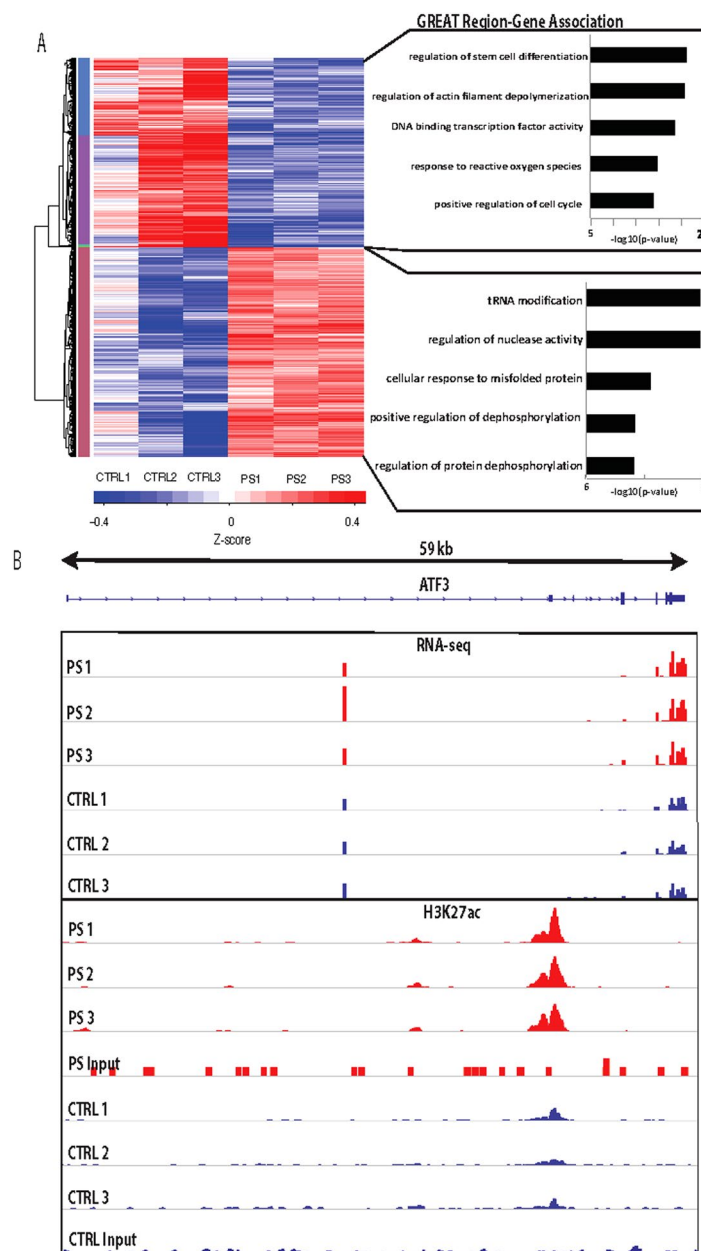 A
GREAT Region-Gene Association
regulation of stem cell differentiation
regulation of actin filament depolymerization
DNA binding transcription factor activity
response to reactive oxygen species
positive regulation of cell cycle
5
-log10(p-value)
tRNA modification
regulation of nuclease activity
cellular response to misfolded protein
positive regulation of dephosphorylation
regulation of protein dephosphorylation
6
-log10(p-value)
CTRL1 CTRL2 CTRL3 PS1 PS2 PS3
-0.4 -0.2 0 0.2 0.4
Z-score
B
59 kb
ATF3
RNA-seq
PS 1
PS 2
PS 3
CTRL 1
CTRL 2
CTRL 3
H3K27ac
PS 1
PS 2
PS 3
PS Input
CTRL 1
CTRL 2
CTRL 3
CTRL Input